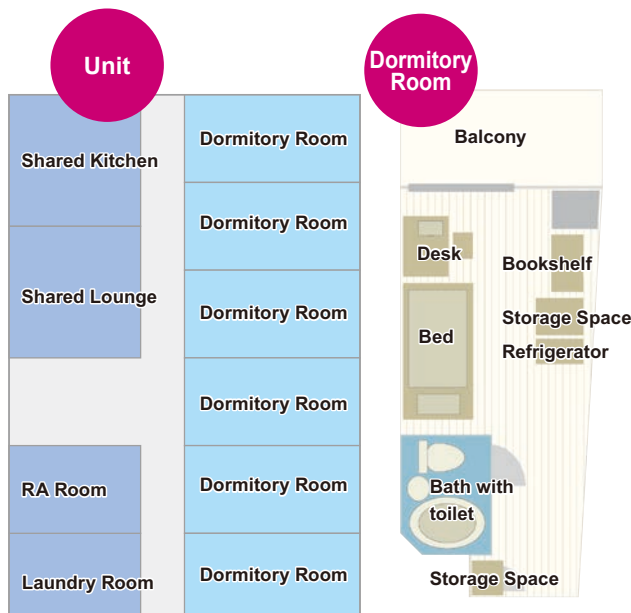 Unit
Shared Kitchen
Shared Lounge
RA Room
Laundry Room
Dormitory Room
Dormitory Room
Dormitory Room
Dormitory Room
Dormitory Room
Dormitory Room
Dormitory
Room
Balcony
Desk
Bookshelf
Storage Space
Bed
Refrigerator
Bath with
toilet
Storage Space